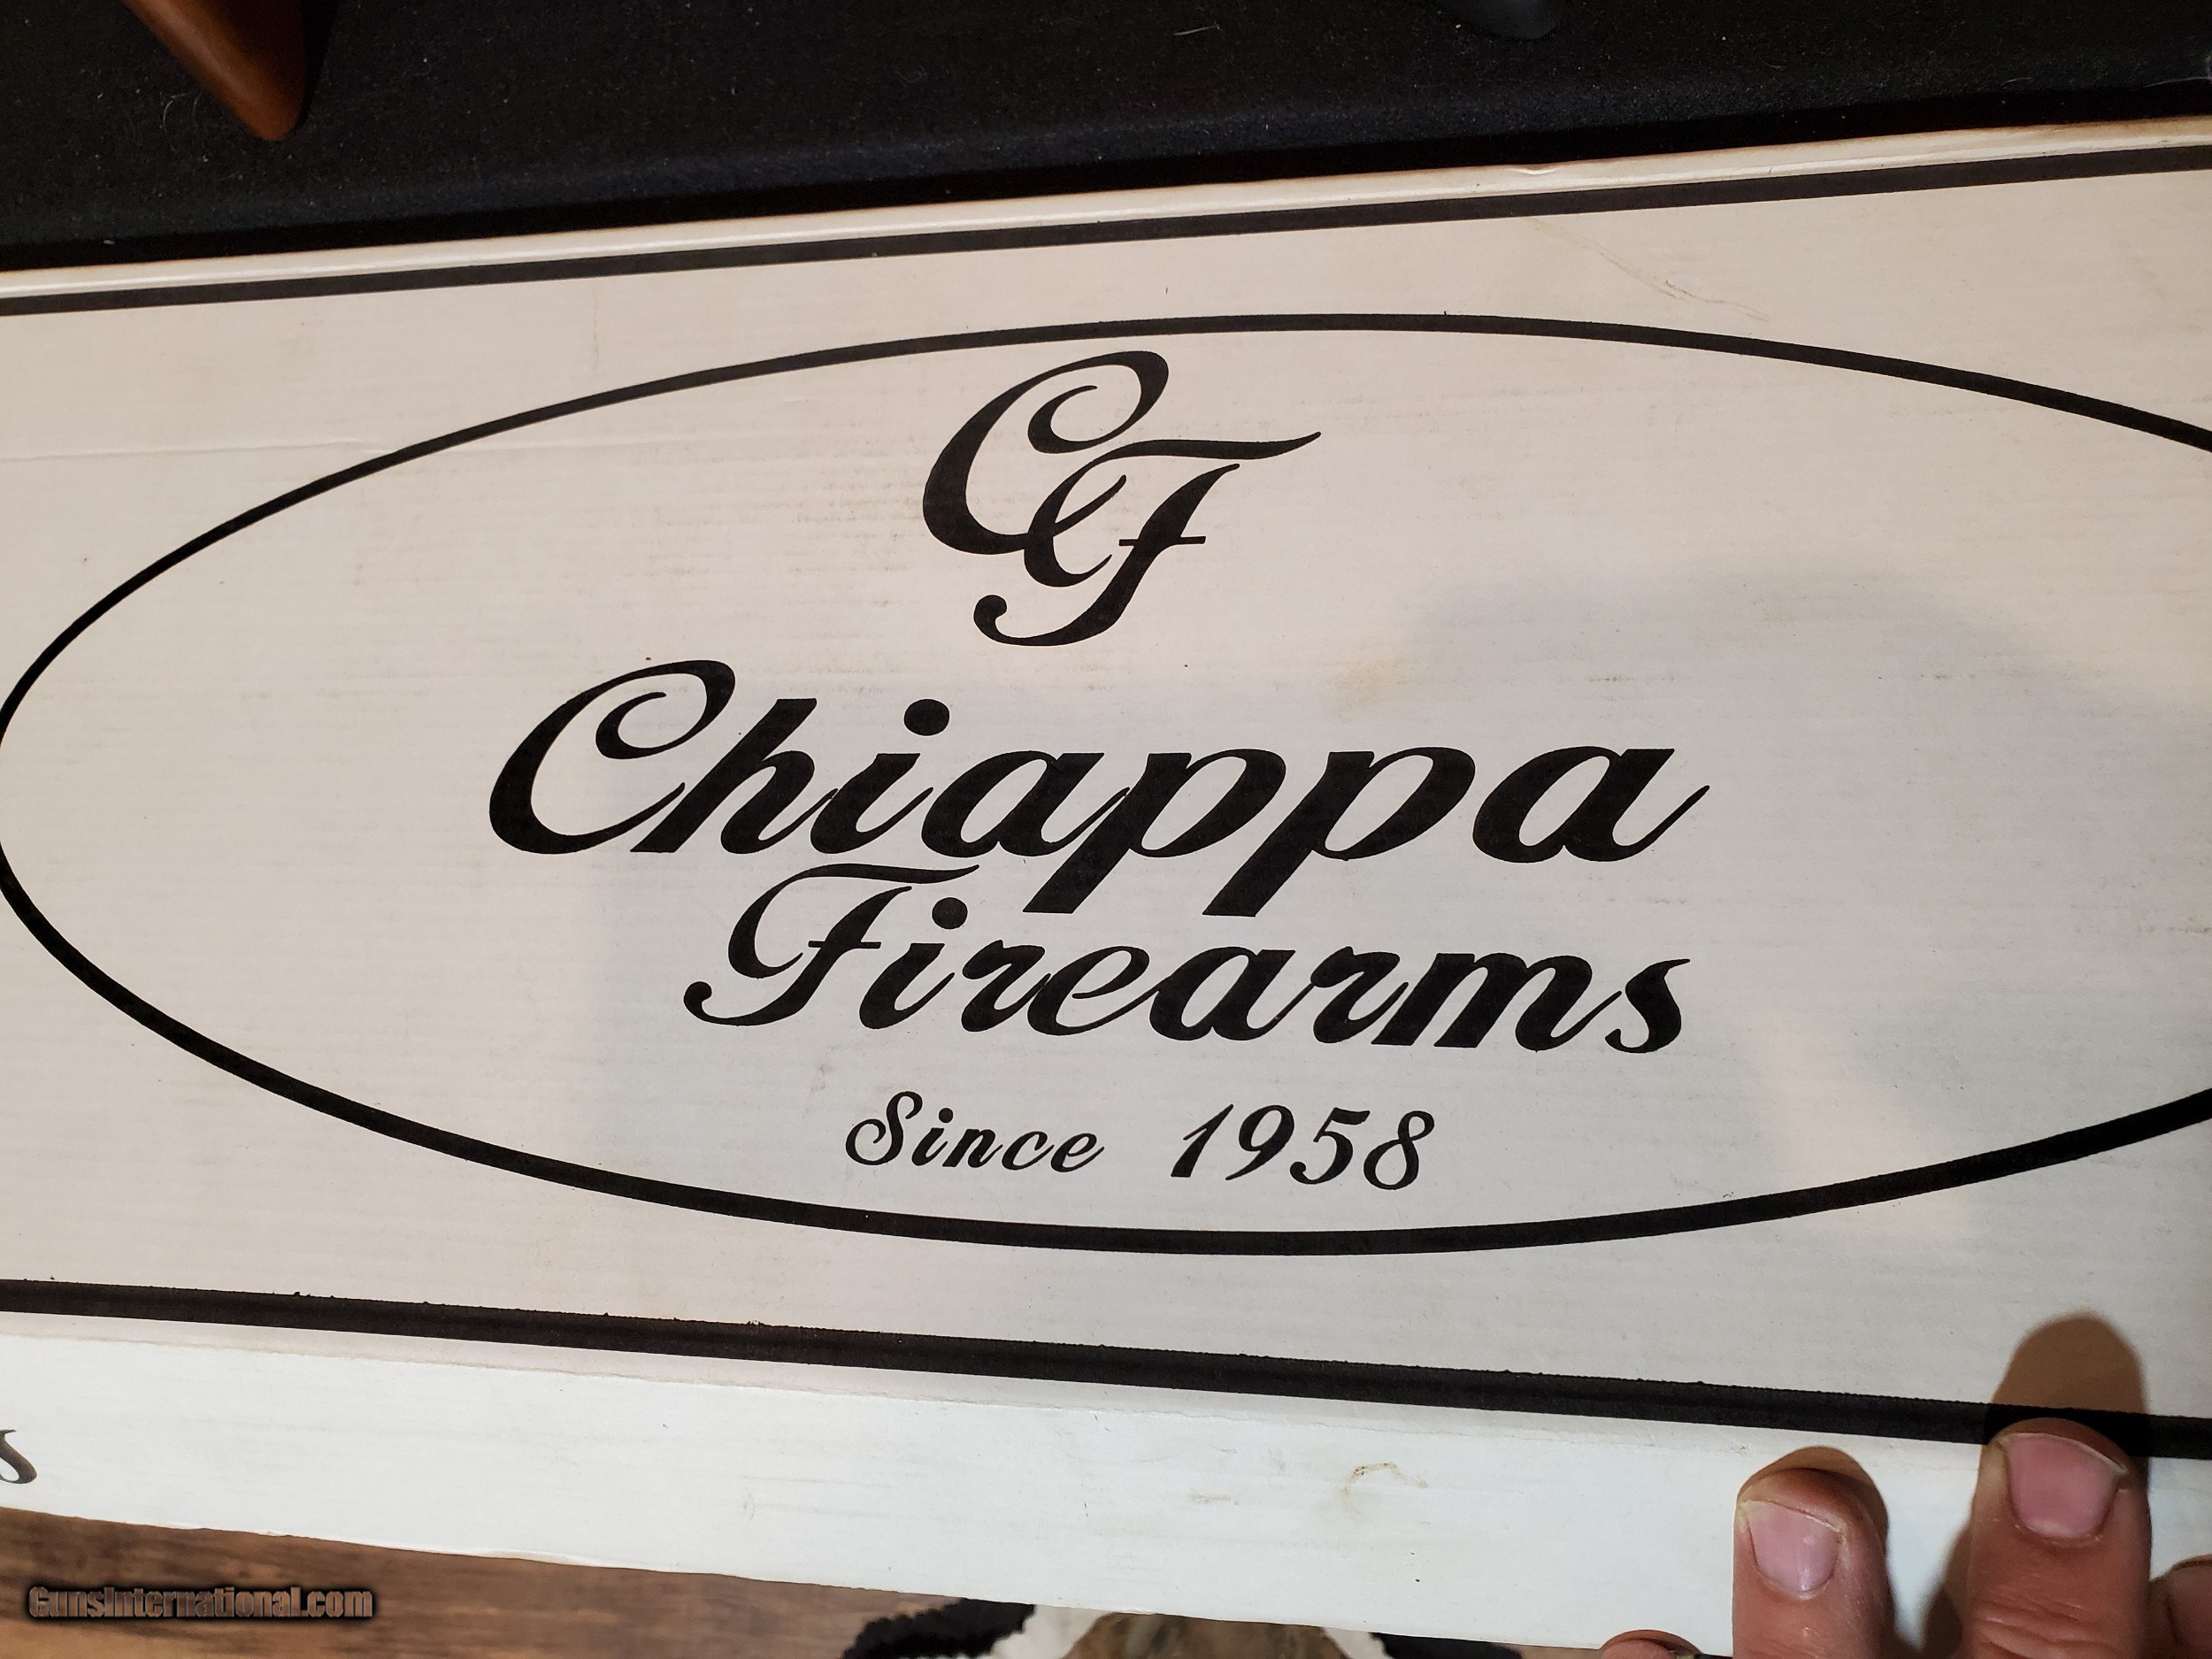 CF
Chiappa
Firearms
Since 1958
s
GunsInternational.com